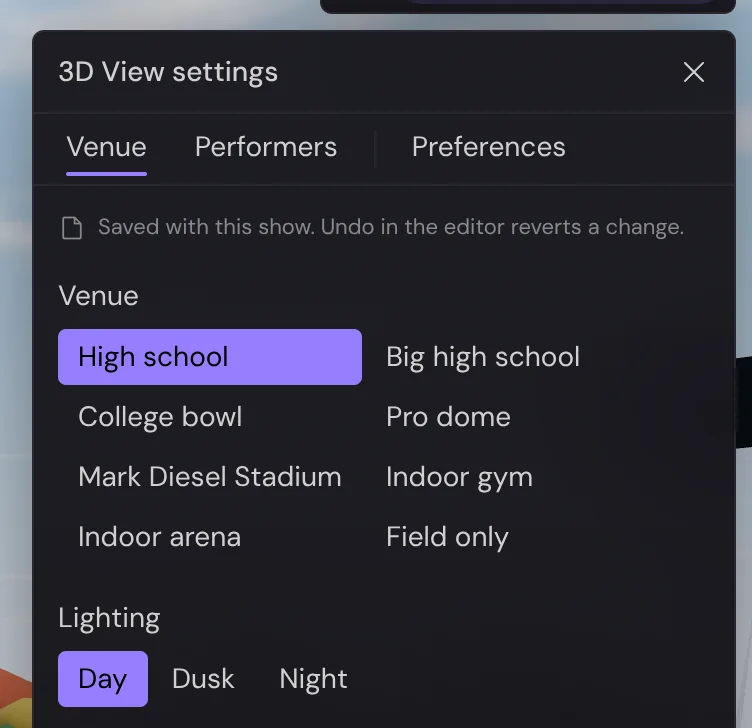 3D View settings
Venue
Performers
Preferences
Saved with this show. Undo in the editor reverts a change.
Venue
High school
Big high school
College bowl
Pro dome
Mark Diesel Stadium
Indoor gym
Indoor arena
Field only
Lighting
Day
Dusk
Night